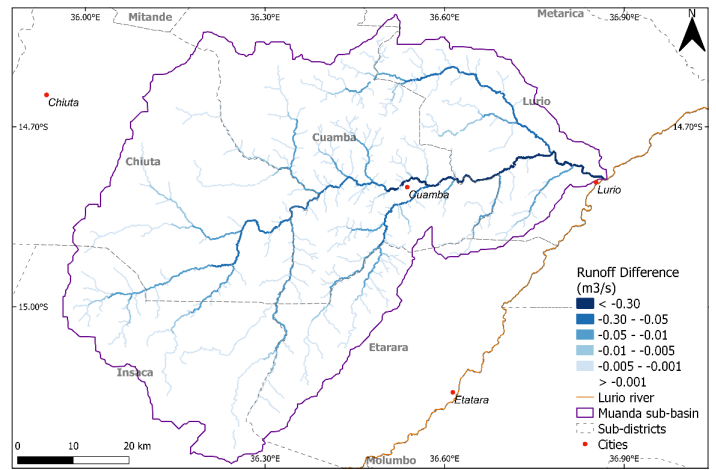 36.00°E
Mitande
36.30°E
36.60°E
Metarica
36.90°E
N
Chiuta
Lurio
14.70°S
14.70°S
Cuamba
Chiuta
Cuamba
Lurio
15.00°S
Etarara
Insaca
Etatara
Runoff Difference
(m3/s)
< -0.30
-0.30 - -0.05
-0.05 - -0.01
-0.01 - -0.005
-0.005 - -0.001
> -0.001
Lurio river
Muanda sub-basin
Sub-districts
Cities
0 10 20 km
36.30°E
Molumbo
36.60°E
36.90°E